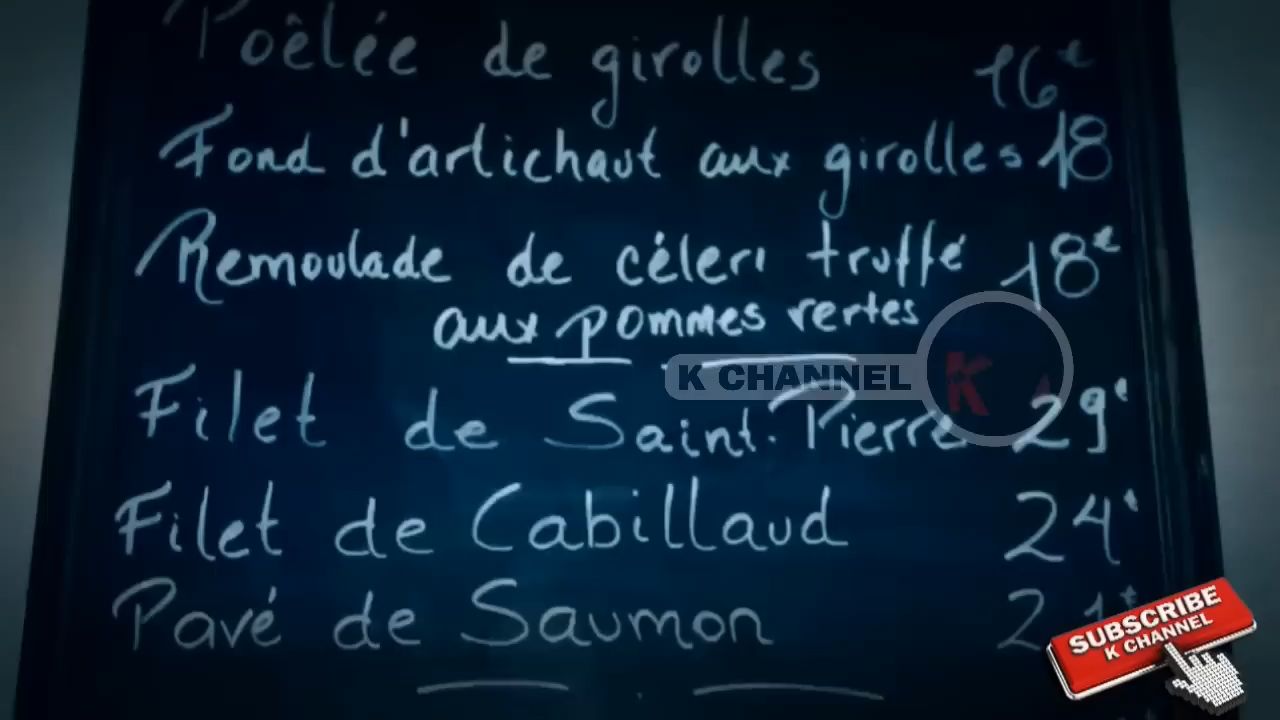 Poêlée de girolles 16€
Fond d'artichaut aux girolles 18
Remoulade de céleri truffé 18€
aux pommes vertes
K CHANNEL K
Filet de Saint-Pierre 29€
Filet de Cabillaud 24€
Pavé de Saumon
SUBSCRIBE
K CHANNEL